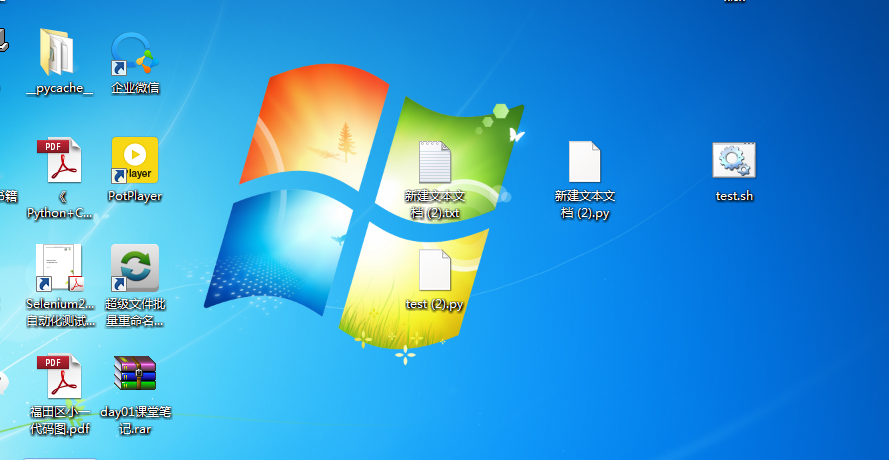 __pycache__
企业微信
PDF
《
Python+C...
Player
PotPlayer
新建文本文
档 (2).txt
新建文本文
档 (2).py
test.sh
Selenium2...
自动化测试...
超级文件批
量重命名...
test (2).py
PDF
福田区小一
代码图.pdf
day01课堂笔
记.rar